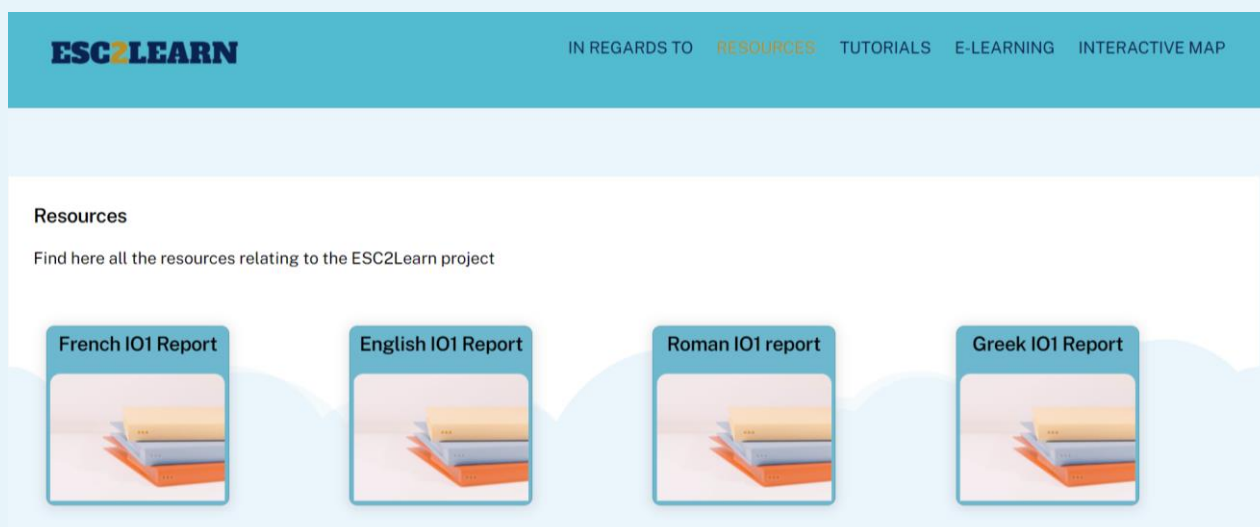 ESC2LEARN
IN REGARDS TO RESOURCES TUTORIALS E-LEARNING INTERACTIVE MAP
Resources
Find here all the resources relating to the ESC2Learn project
French IO1 Report
English IO1 Report
Roman IO1 report
Greek IO1 Report